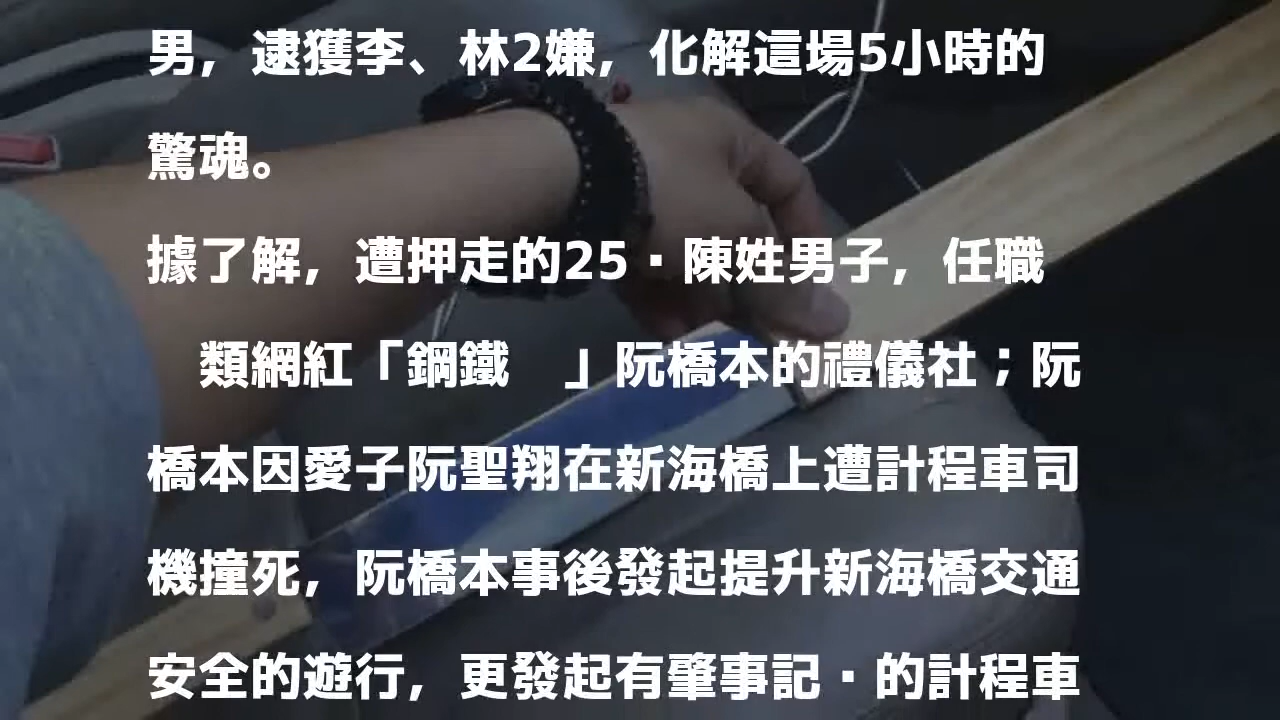 男，逮獲李、林2嫌，化解這場5小時的
驚魂。
據了解，遭押走的25·陳姓男子，任職
類網紅「鋼鐵　」阮橋本的禮儀社；阮
橋本因愛子阮聖翔在新海橋上遭計程車司
機撞死，阮橋本事後發起提升新海橋交通
安全的遊行，更發起有肇事記·的計程車